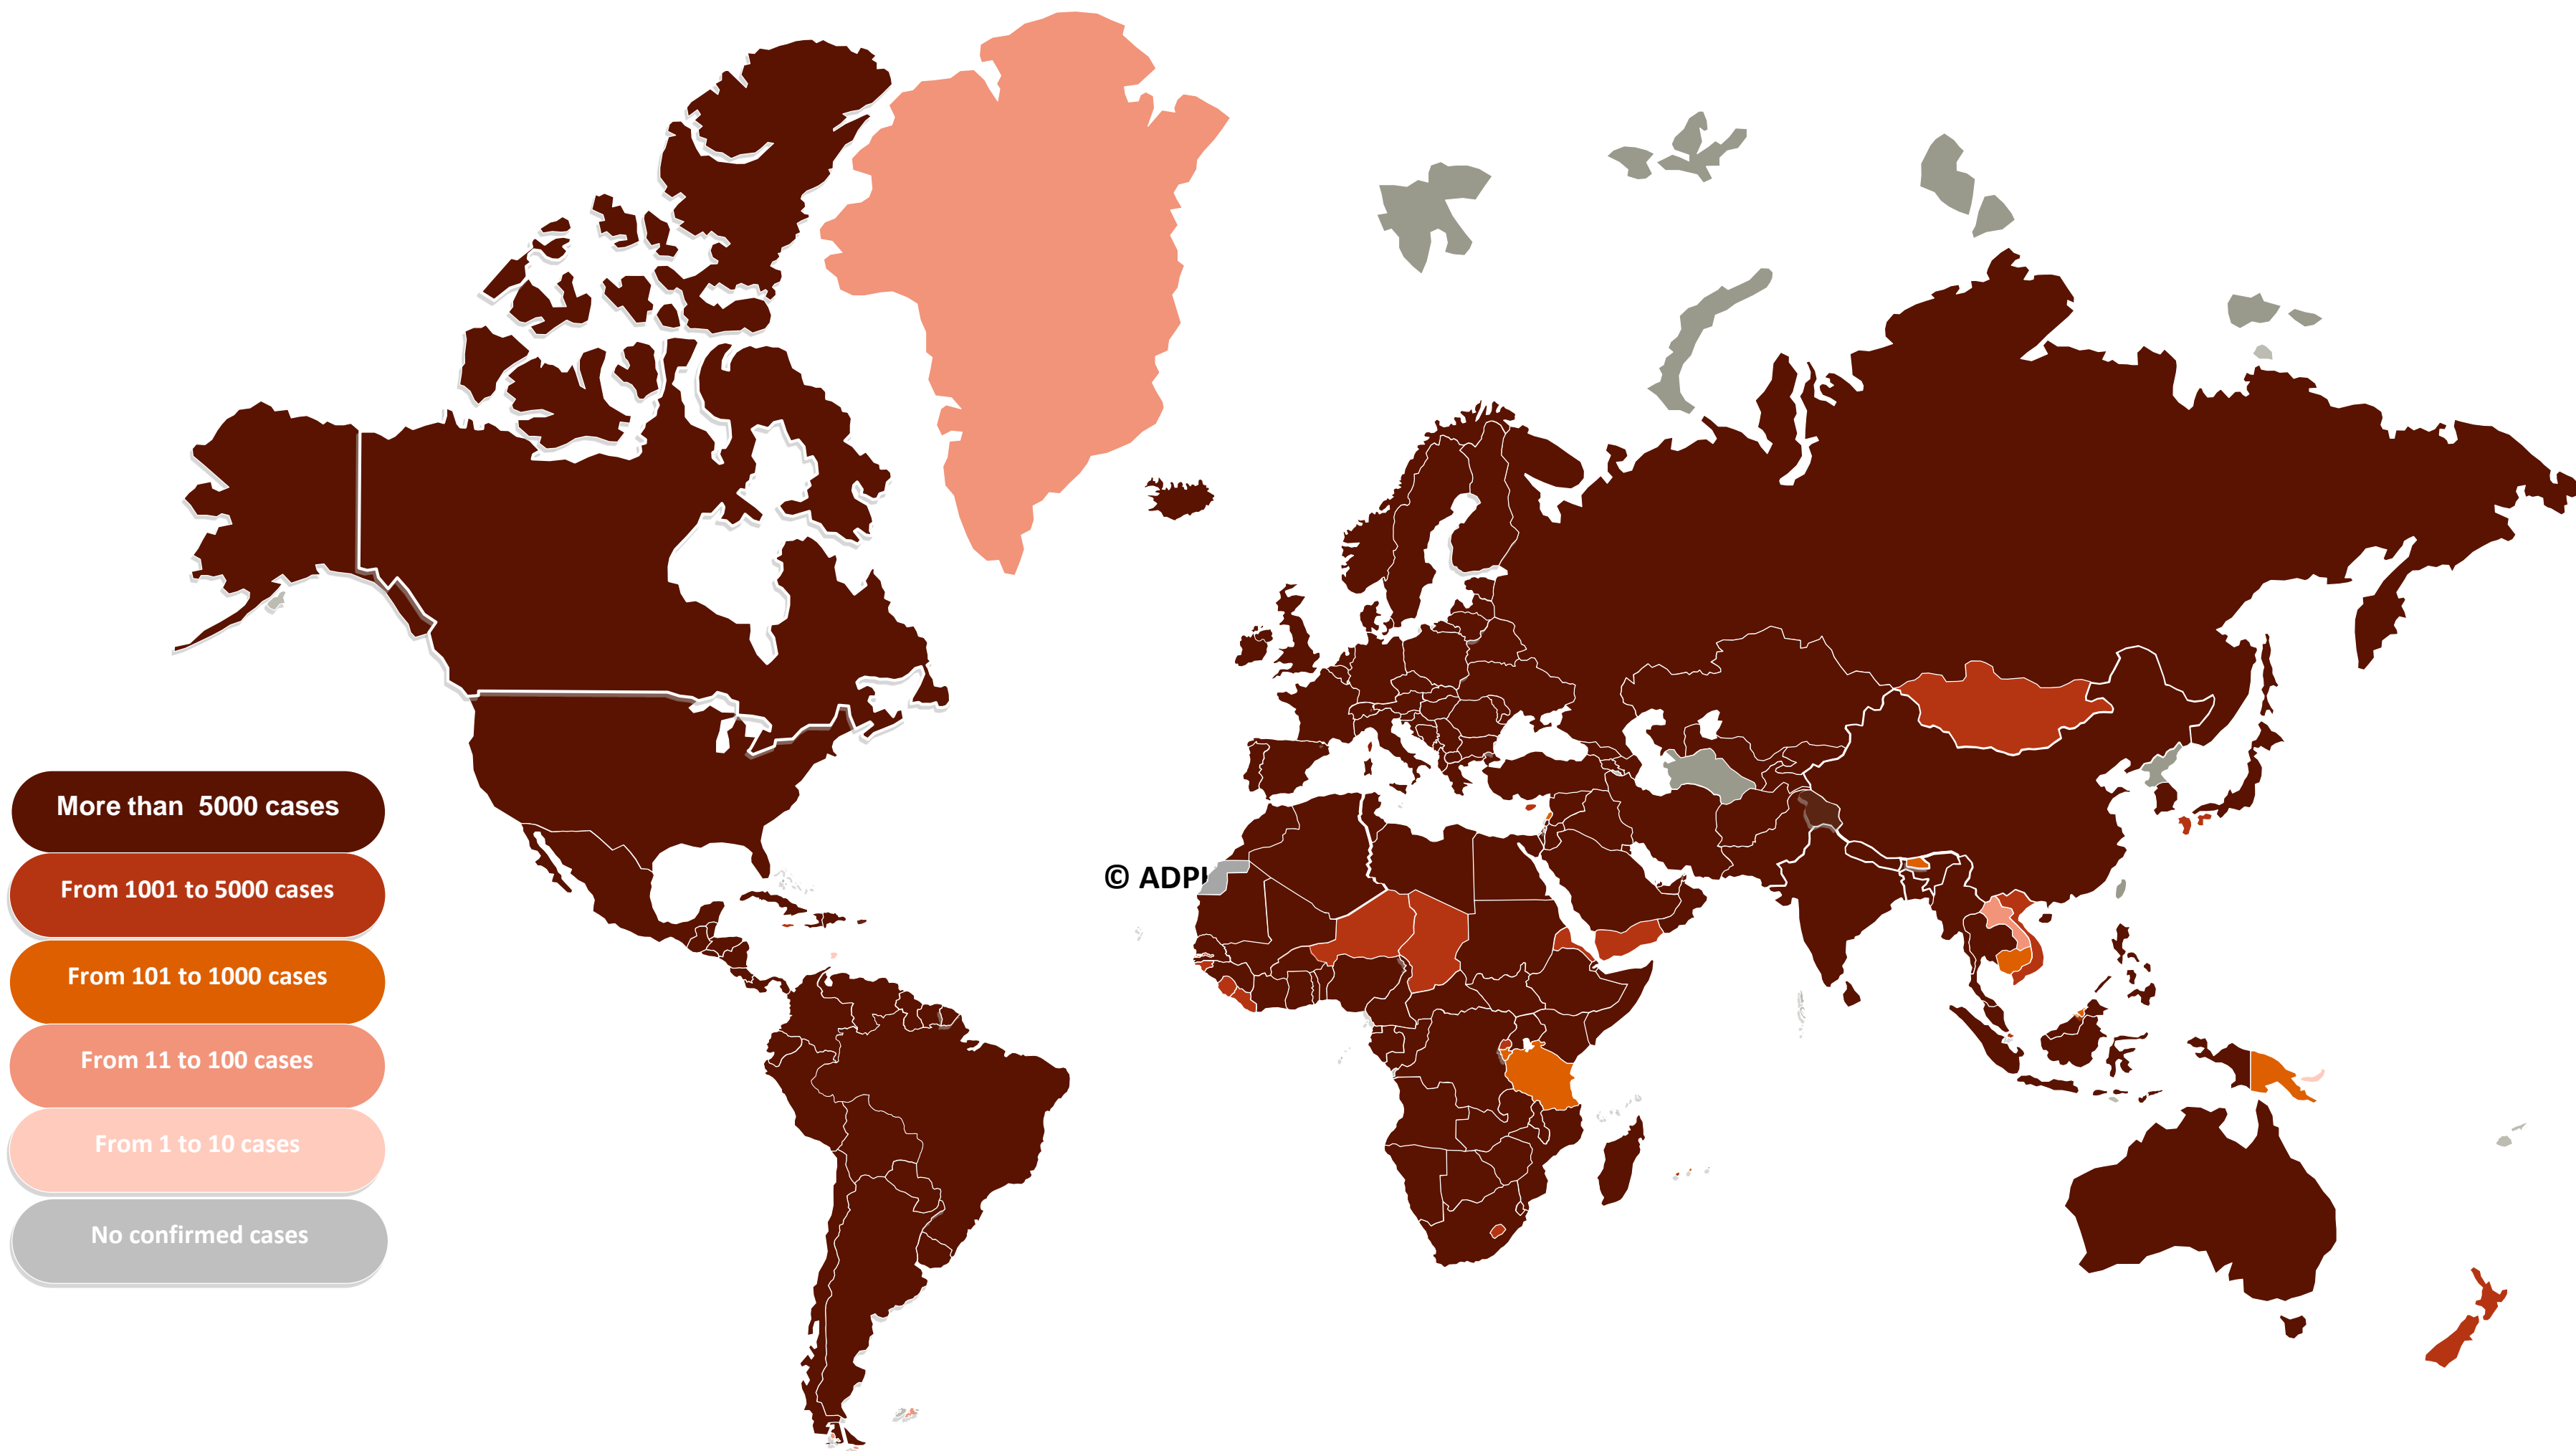 More than 5000 cases
From 1001 to 5000 cases
© ADPH
From 101 to 1000 cases
From 11 to 100 cases
From 1 to 10 cases
No confirmed cases